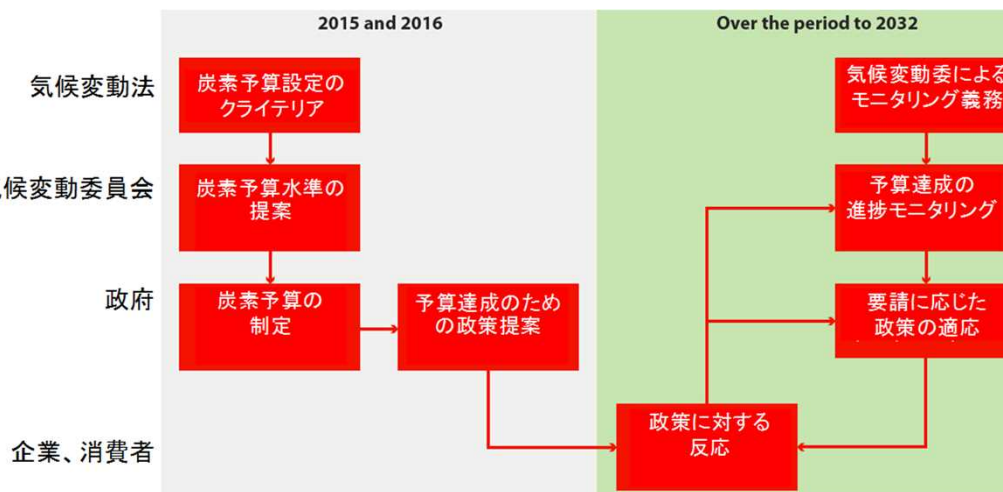 2015 and 2016
Over the period to 2032
気候変動法
炭素予算設定の
クライテリア
気候変動委による
モニタリング義務
候変動委員会
炭素予算水準の
提案
予算達成の
進捗モニタリング
政府
炭素予算の
制定
予算達成のため
の政策提案
要請に応じた
政策の適応
企業、消費者
政策に対する
反応